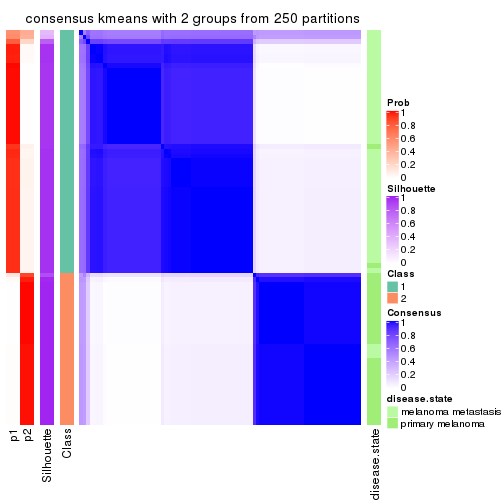 consensus kmeans with 2 groups from 250 partitions
Prob
1
0.8
0.6
0.4
0.2
0
Silhouette
1
0.8
0.6
0.4
0.2
0
Class
1
2
Consensus
1
0.8
0.6
0.4
0.2
0
disease.state
melanoma metastasis
primary melanoma
p1
p2
Silhouette
Class
disease.state